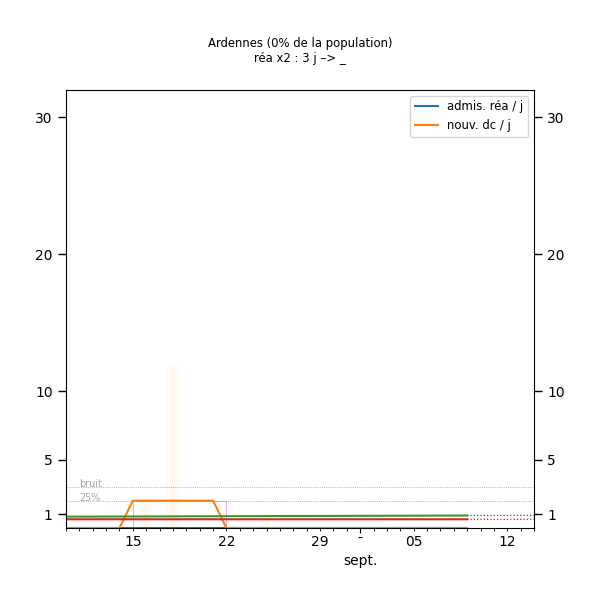 Ardennes (0% de la population)
réa x2 : 3 j –> _
admis. réa / j
nouv. dc / j
30
30
20
20
10
10
5
5
bruit
25%
1
1
15
22
29
-
05
12
sept.